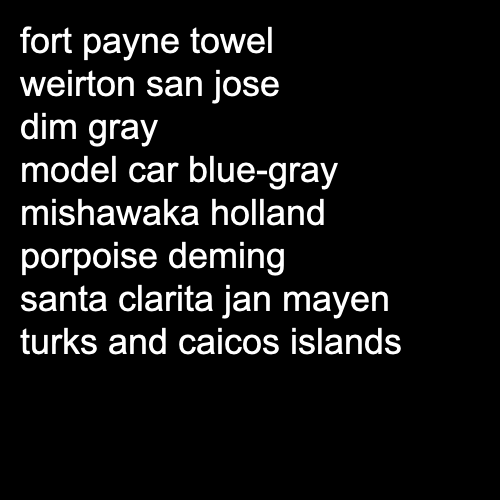 fort payne towel
weirton san jose
dim gray
model car blue-gray
mishawaka holland
porpoise deming
santa clarita jan mayen
turks and caicos islands